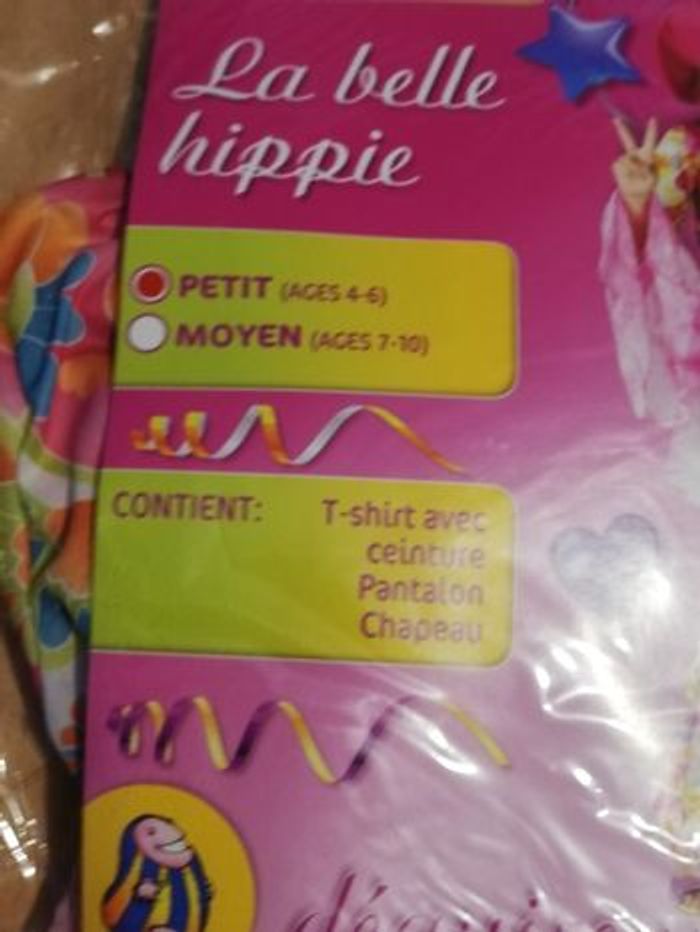 La belle
hippie
PETIT (AGES 4-6)
MOYEN (AGES 7-10)
CONTIENT: T-shirt avec
ceinture
Pantalon
Chapeau